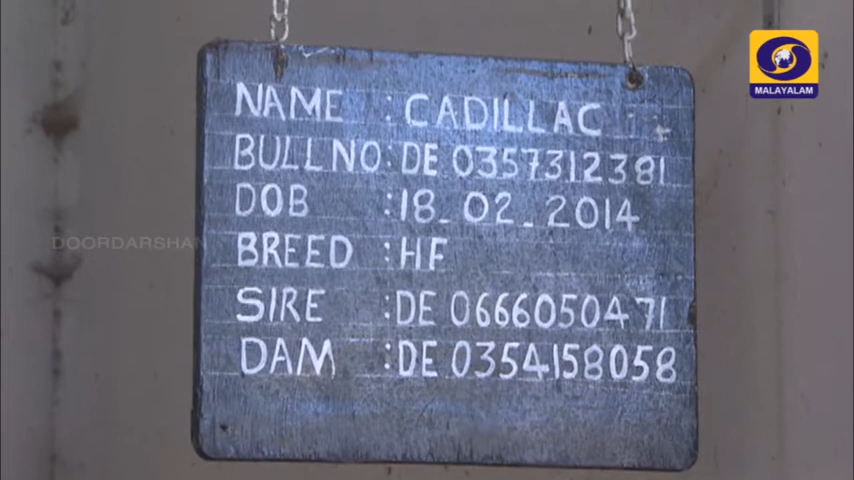 MALAYALAM
NAME : CADILLAC
BULL NO : DE 0357312381
DOB : 18_02_2014
BREED : HF
DOORDARSHAN
SIRE : DE 0666050471
DAM : DE 0354158058